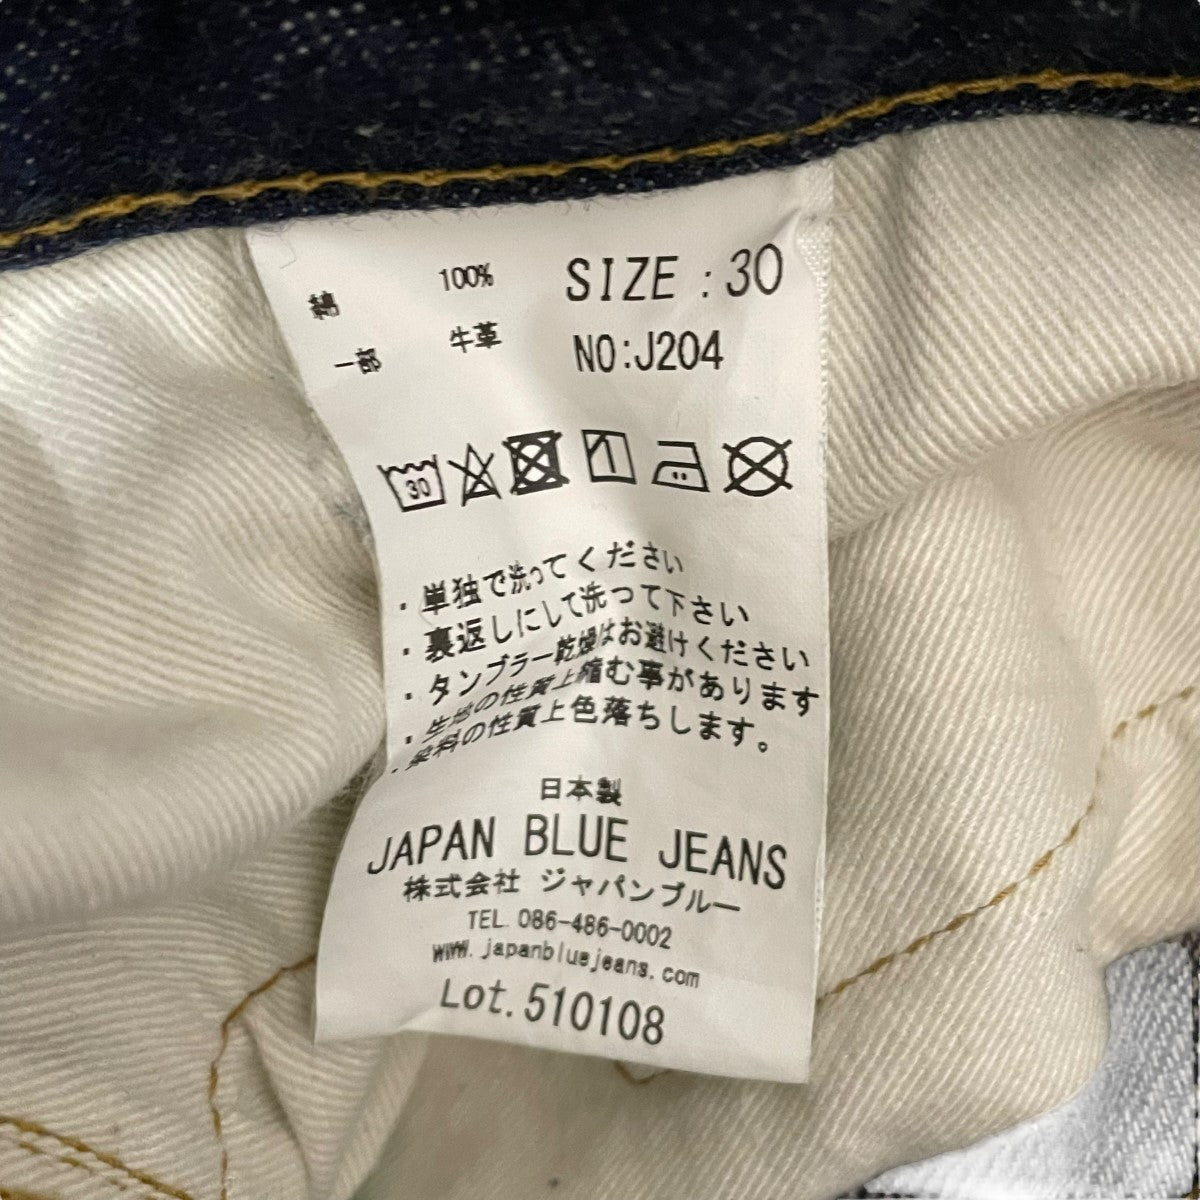 綿 100% SIZE : 30
一部 牛革 NO:J204
30
・単独で洗ってください
・裏返しにして洗って下さい
・タンブラー乾燥はお避けください
・生地の性質上縮む事があります
・染料の性質上色落ちします。
日本製
JAPAN BLUE JEANS
株式会社 ジャパンブルー
TEL. 086-486-0002
www.japanbluejeans.com
Lot.510108